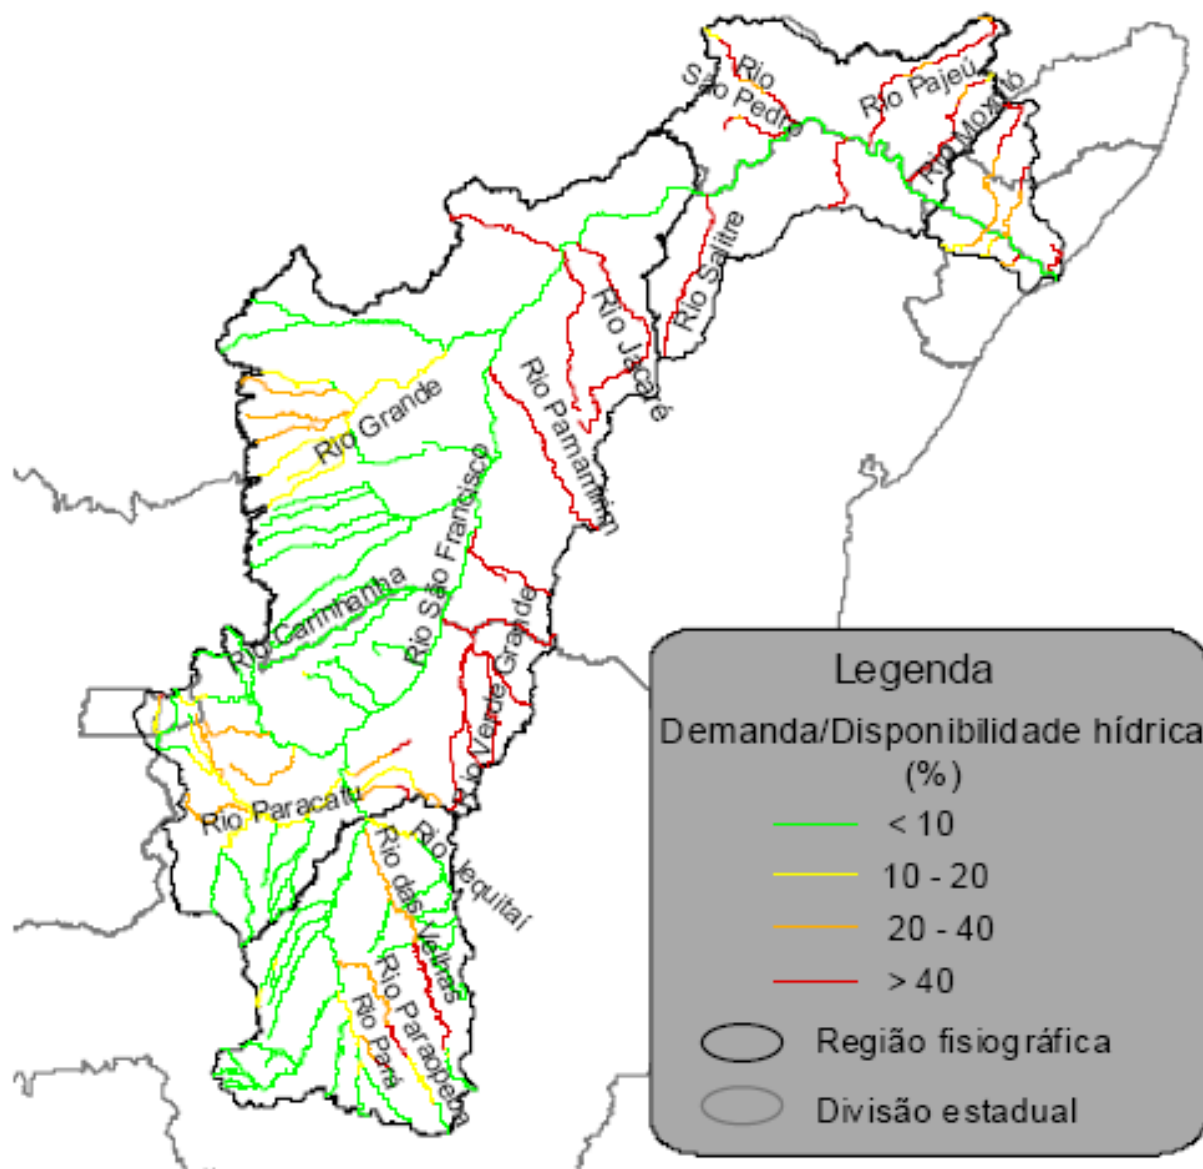 Rio
São Pedro
Rio Pajeú
Rio Moxotó
Rio Salitre
Rio Jacaré
Rio Grande
Rio Pamamirim
Rio São Francisco
Rio Carinhanha
Rio Verde Grande
Rio Paracatu
Rio Jequitaí
Rio das Velhas
Rio Paraopeba
Rio Pará
Legenda
Demanda/Disponibilidade hídrica
(%)
< 10
10 - 20
20 - 40
> 40
Região fisiográfica
Divisão estadual